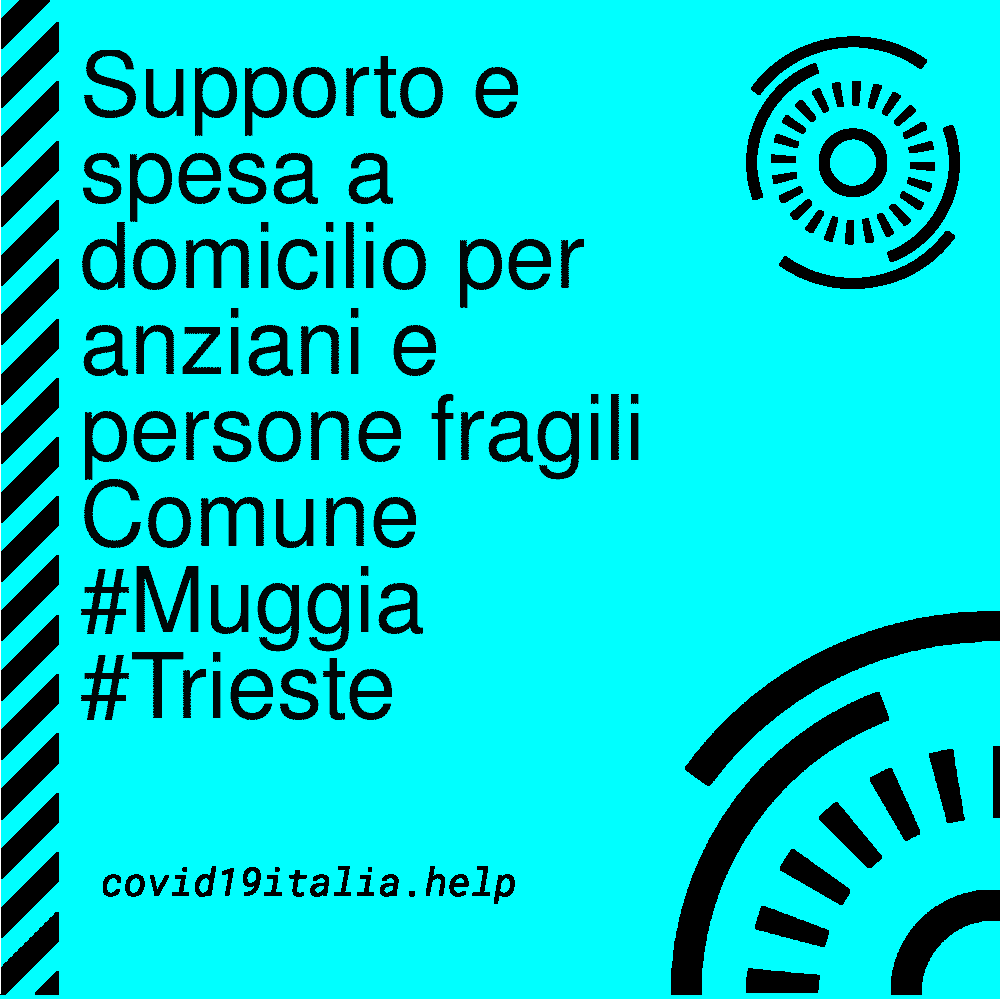 Supporto e
spesa a
domicilio per
anziani e
persone fragili
Comune
#Muggia
#Trieste
covid19italia.help